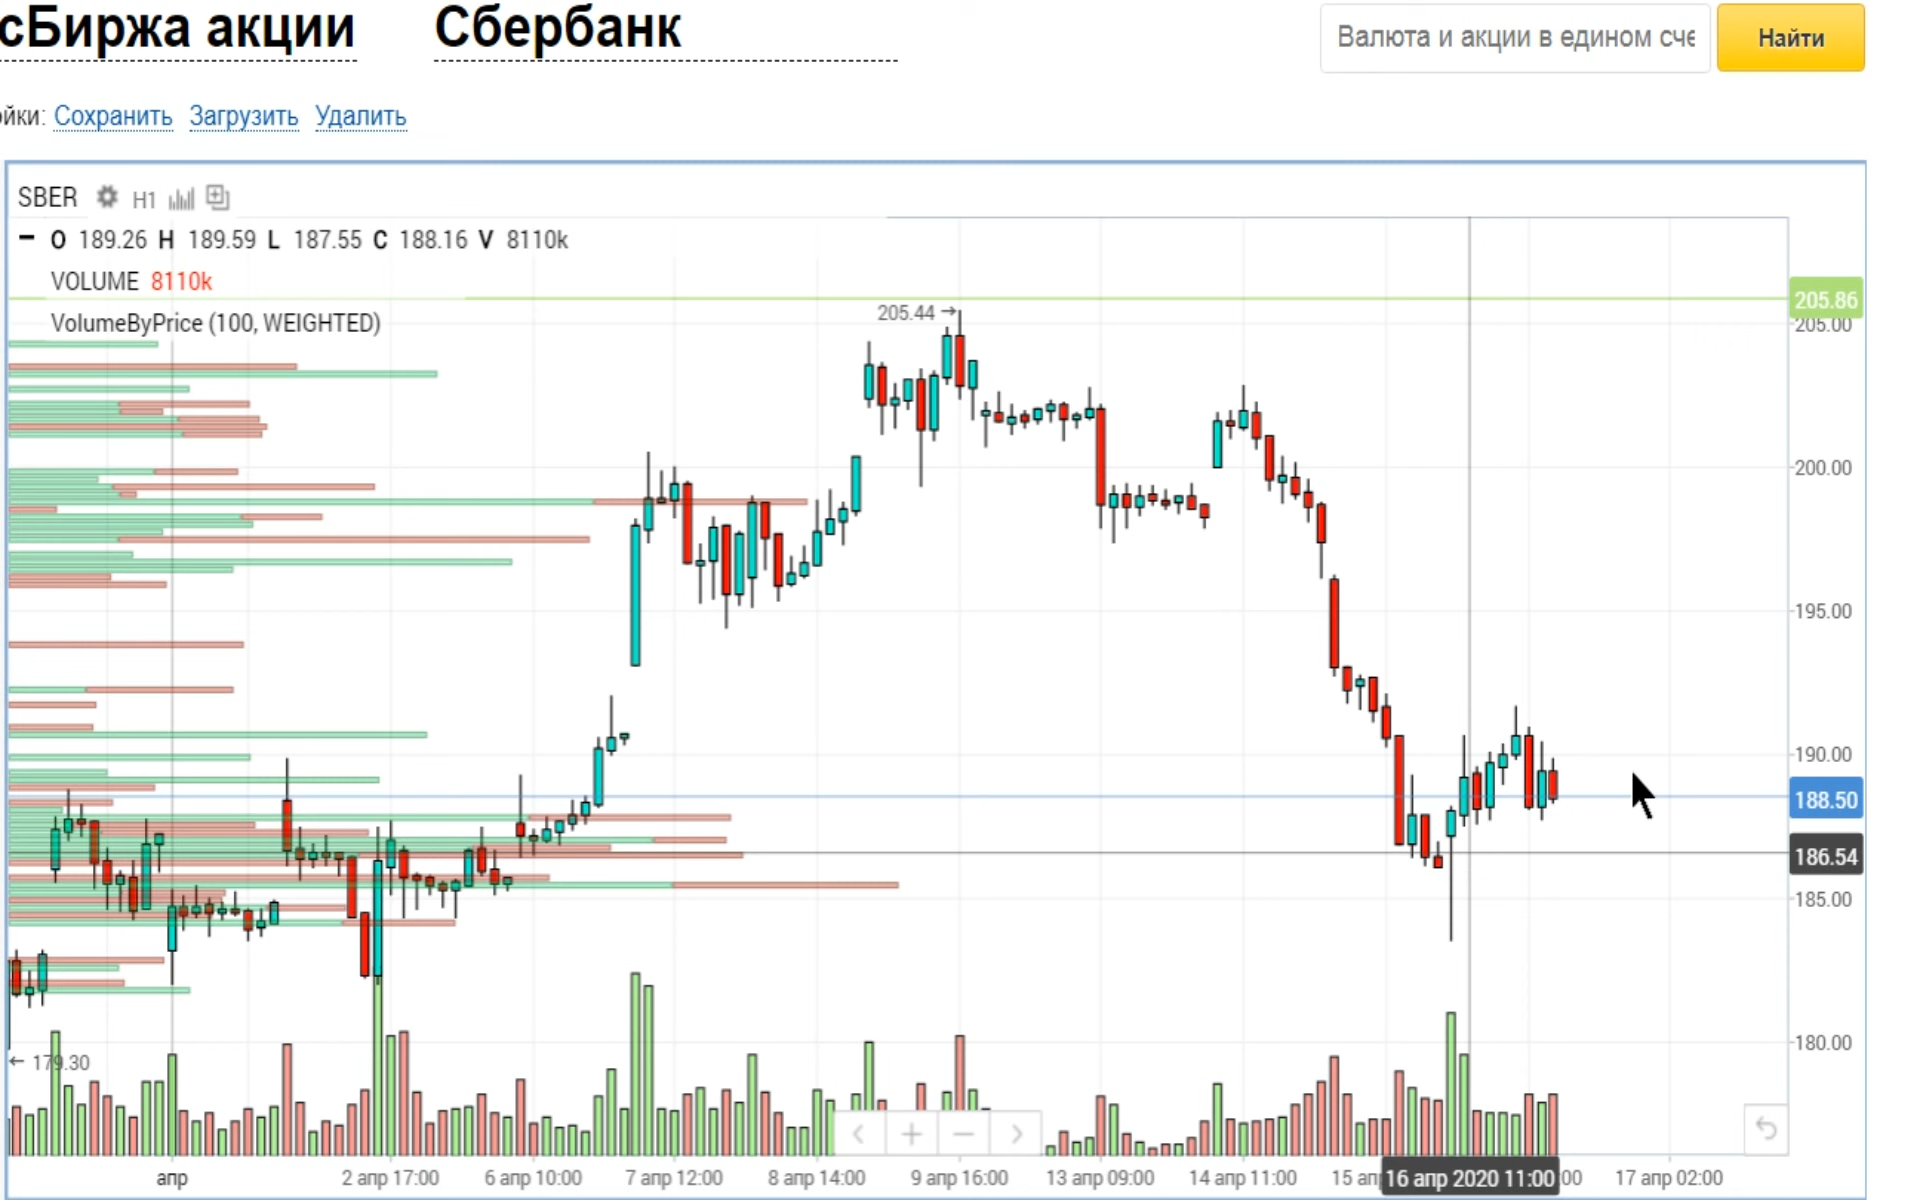 сБиржа акции Сбербанк
Валюта и акции в едином сче Найти
ойки: Сохранить Загрузить Удалить
SBER H1
O 189.26 H 189.59 L 187.55 C 188.16 V 8110k
VOLUME 8110k
VolumeByPrice (100, WEIGHTED)
205.86
205.44 →
205.00
200.00
195.00
190.00
188.50
186.54
185.00
180.00
← 179.30
апр 2 апр 17:00 6 апр 10:00 7 апр 12:00 8 апр 14:00 9 апр 16:00 13 апр 09:00 14 апр 11:00 15 ап 16 апр 2020 11:00 00 17 апр 02:00